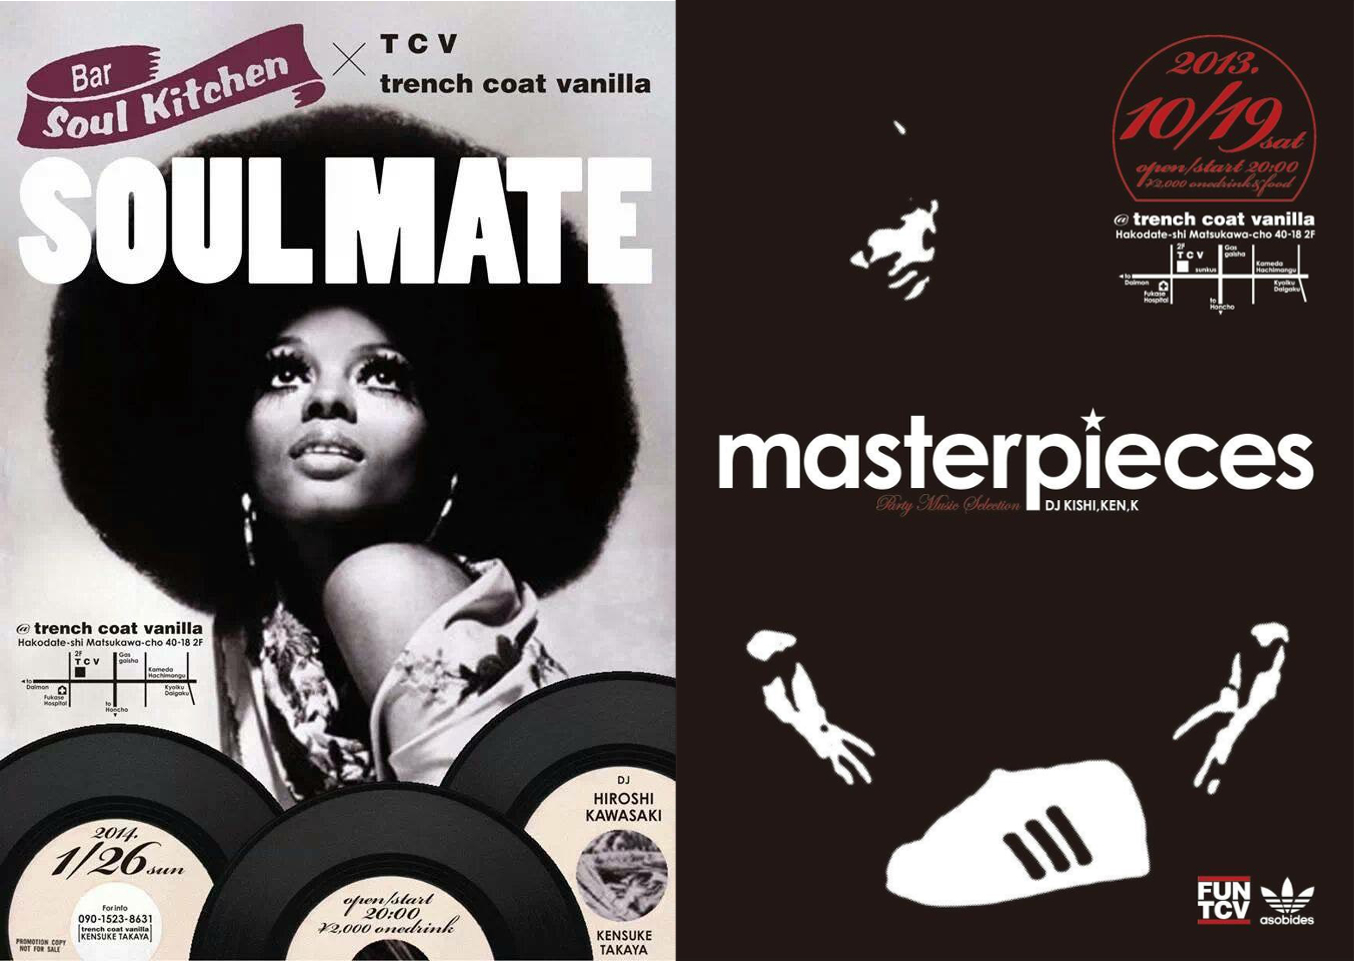 Bar
Soul Kitchen
TCV
trench coat vanilla
SOUL MATE
@ trench coat vanilla
Hakodate-shi Matsukawa-cho 40-18 2F
2F
TCV
Gas
gaisha
Kameda
Hachimangu
to
Daimon
Fukase
Hospital
Kyoiku
Daigaku
to
Honcho
2014.
1/26 sun
For info
090-1523-8631
[trench coat vanilla]
[KENSUKE TAKAYA]
PROMOTION COPY
NOT FOR SALE
open/start
20:00
¥2,000 onedrink
DJ
HIROSHI
KAWASAKI
KENSUKE
TAKAYA
2013.
10/19 sat
open/start 20:00
¥2,000 onedrink&food
@ trench coat vanilla
Hakodate-shi Matsukawa-cho 40-18 2F
2F
TCV
sunkus
Gas
gaisha
Kameda
Hachimangu
to
Daimon
Fukase
Hospital
Kyoiku
Daigaku
to
Honcho
masterpieces
Party Music Selection DJ KISHI,KEN,K
FUN
TCV
asobides